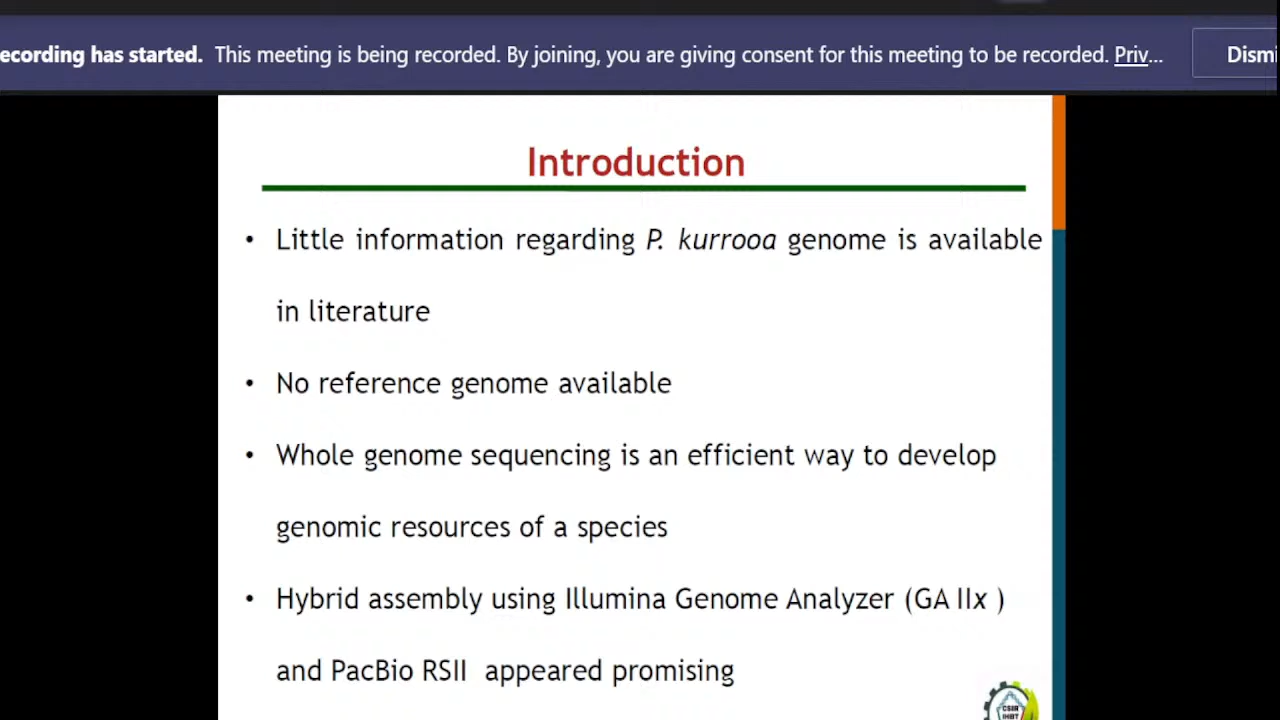 ecording has started. This meeting is being recorded. By joining, you are giving consent for this meeting to be recorded. Priv...
Dismi
Introduction
• Little information regarding P. kurrooa genome is available
in literature
• No reference genome available
• Whole genome sequencing is an efficient way to develop
genomic resources of a species
• Hybrid assembly using Illumina Genome Analyzer (GA IIx )
and PacBio RSII appeared promising
CSIR
IHBT